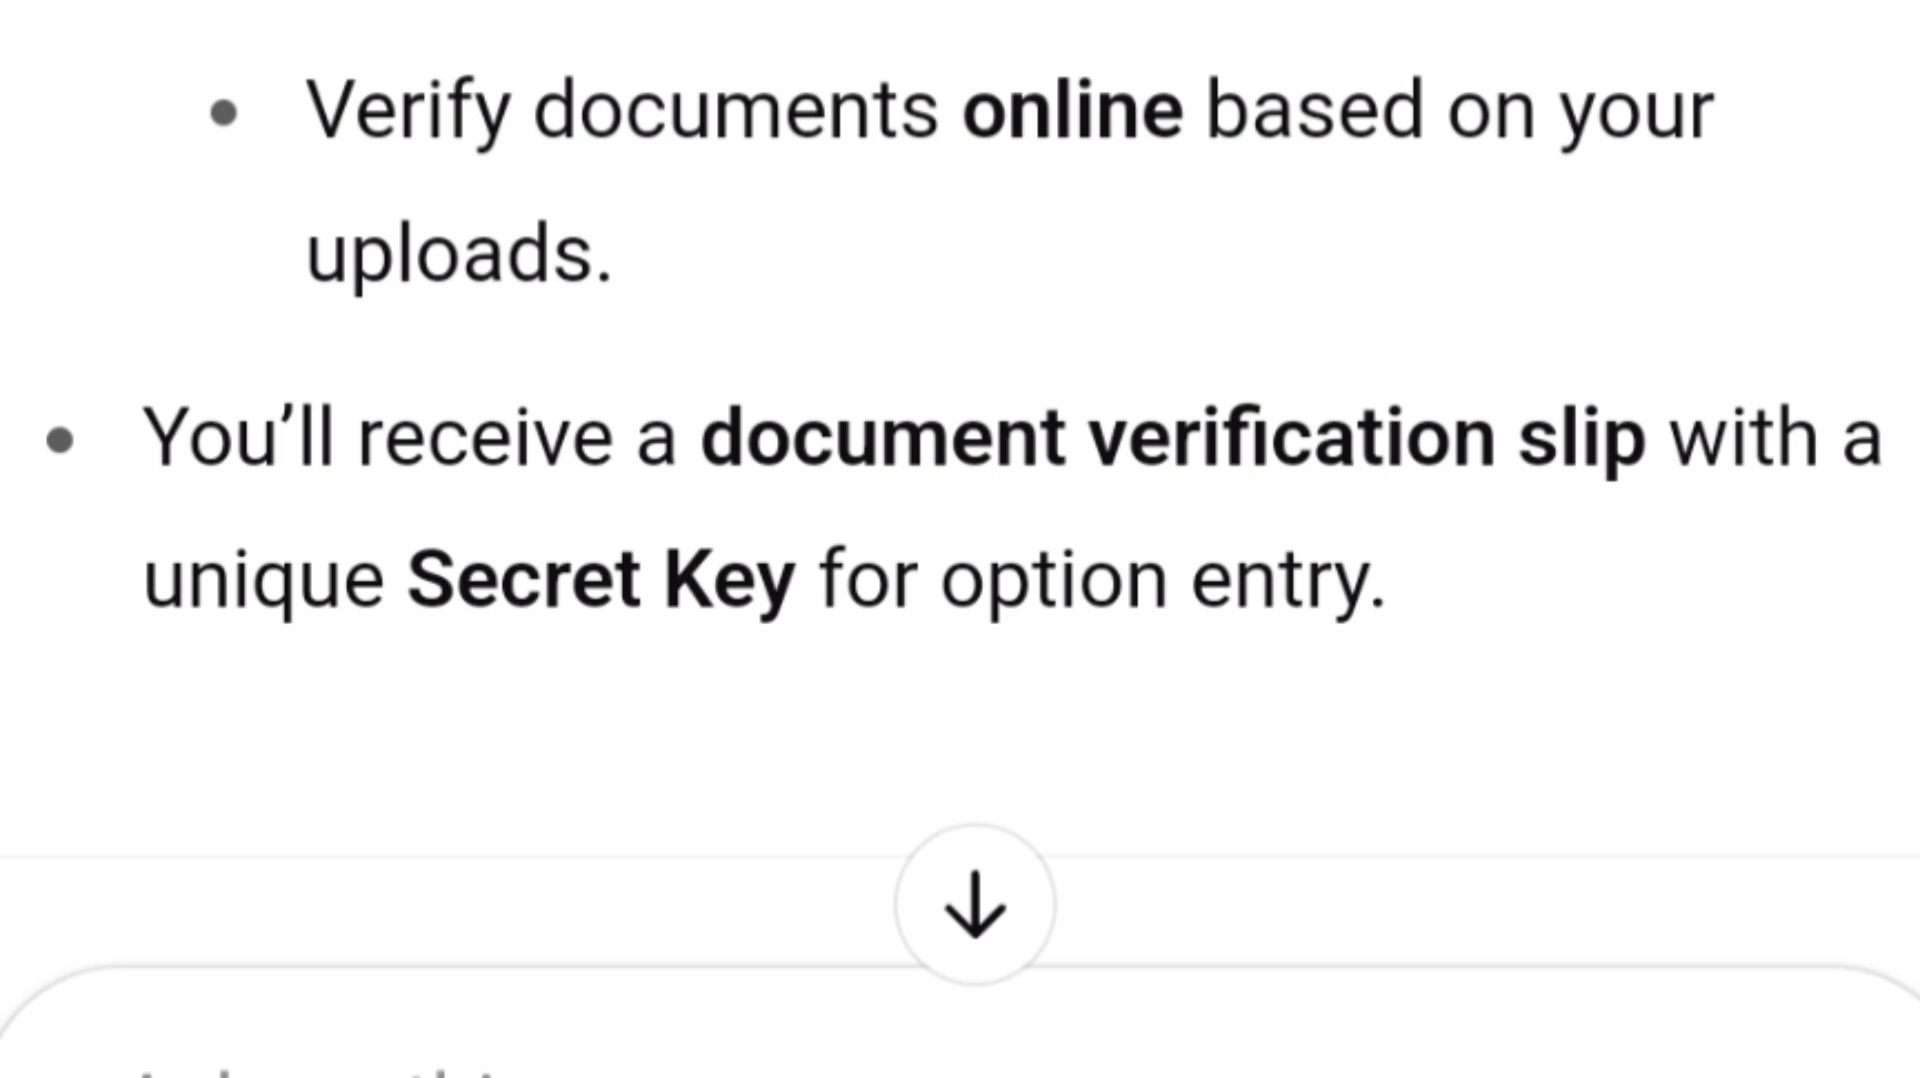 Verify documents online based on your
uploads.
You’ll receive a document verification slip with a
unique Secret Key for option entry.